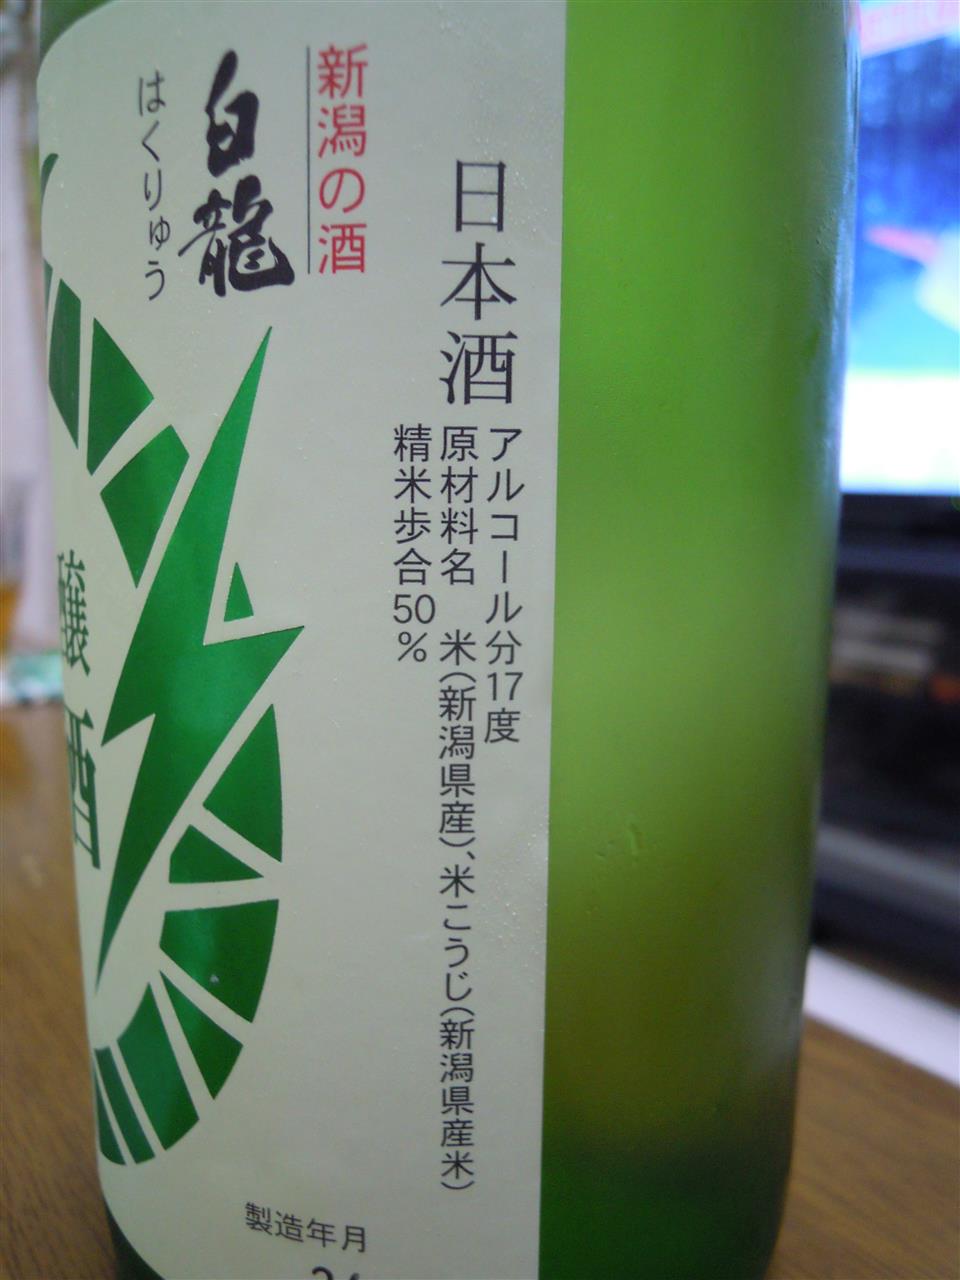 日本酒
アルコール分17度
原材料名 米(新潟県産)、米こうじ(新潟県産米)
精米歩合50%
新潟の酒
白龍
はくりゅう
醸
酒
製造年月